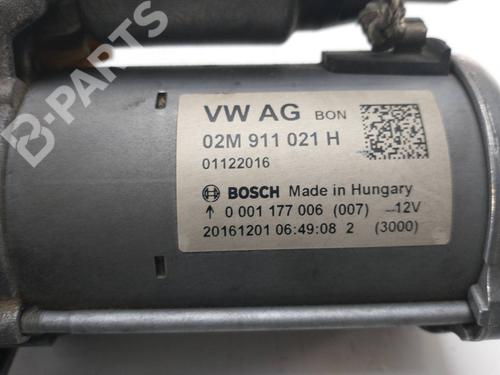 B-PARTS
VW AG BON
02M 911 021 H
01122016
BOSCH Made in Hungary
↑ 0 001 177 006 (007) ⎓12V
20161201 06:49:08 2 (3000)